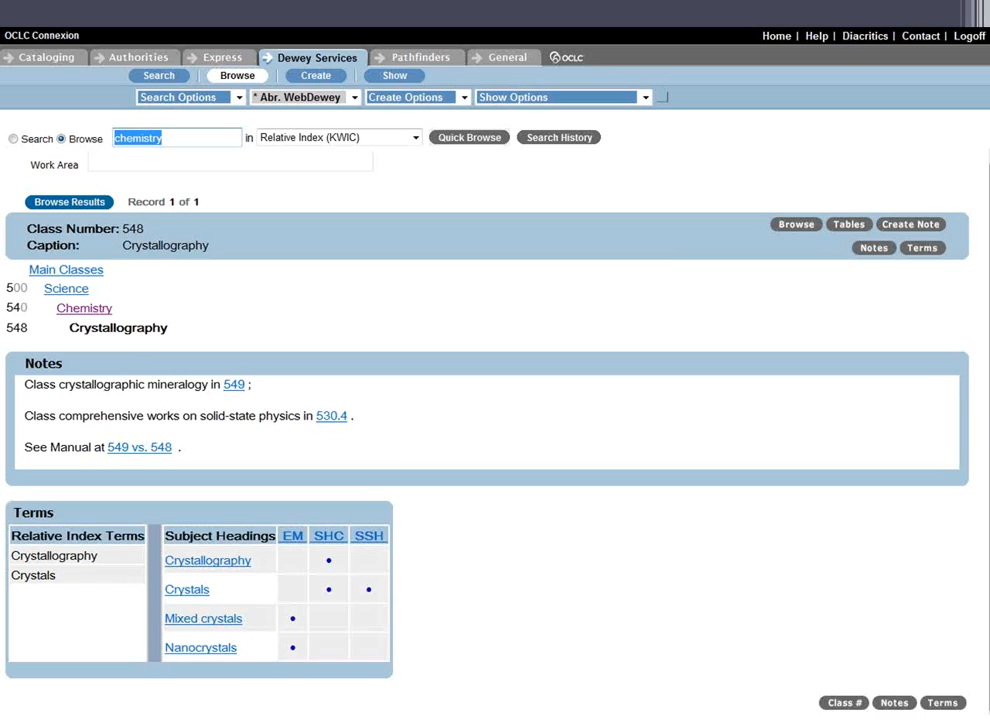 OCLC Connexion
Home | Help | Diacritics | Contact | Logoff
Cataloging Authorities Express Dewey Services Pathfinders General OCLC
Search Browse Create Show
Search Options * Abr. WebDewey Create Options Show Options
Search Browse chemistry in Relative Index (KWIC) Quick Browse Search History
Work Area
Browse Results Record 1 of 1
Class Number: 548 Browse Tables Create Note
Caption: Crystallography Notes Terms
Main Classes
500 Science
540 Chemistry
548 Crystallography
Notes
Class crystallographic mineralogy in 549 ;
Class comprehensive works on solid-state physics in 530.4 .
See Manual at 549 vs. 548 .
Terms
Relative Index Terms Subject Headings EM SHC SSH
Crystallography Crystallography • 
Crystals Crystals • •
Mixed crystals •
Nanocrystals •
Class # Notes Terms